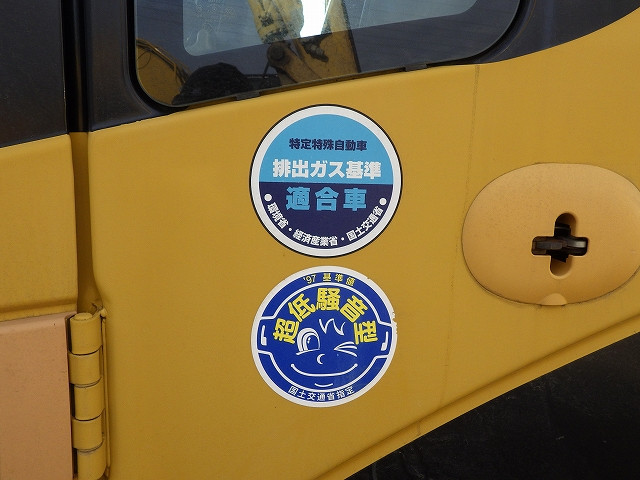 特定特殊自動車
排出ガス基準
適合車
環境省・経済産業省・国土交通省
'97 基準値
超低騒音型
国土交通省指定